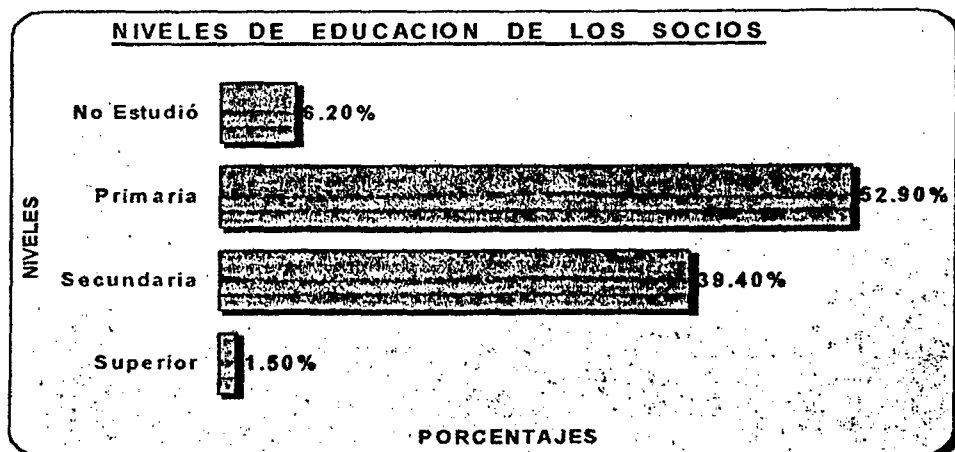 NIVELES DE EDUCACION DE LOS SOCIOS
No Estudió 6.20%
Primaria 52.90%
NIVELES
Secundaria 39.40%
Superior 1.50%
PORCENTAJES